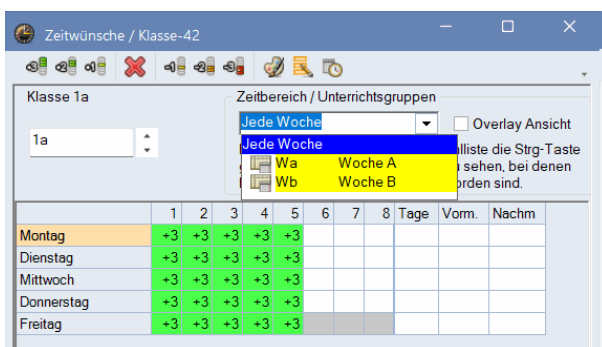 Zeitwünsche / Klasse-42
Klasse 1a
Zeitbereich / Unterrichtsgruppen
Jede Woche
Overlay Ansicht
1a
Jede Woche
Wa Woche A
Wb Woche B
alliste die Strg-Taste
u sehen, bei denen
orden sind.
1 2 3 4 5 6 7 8 Tage Vorm. Nachm
Montag +3 +3 +3 +3 +3
Dienstag +3 +3 +3 +3 +3
Mittwoch +3 +3 +3 +3 +3
Donnerstag +3 +3 +3 +3 +3
Freitag +3 +3 +3 +3 +3